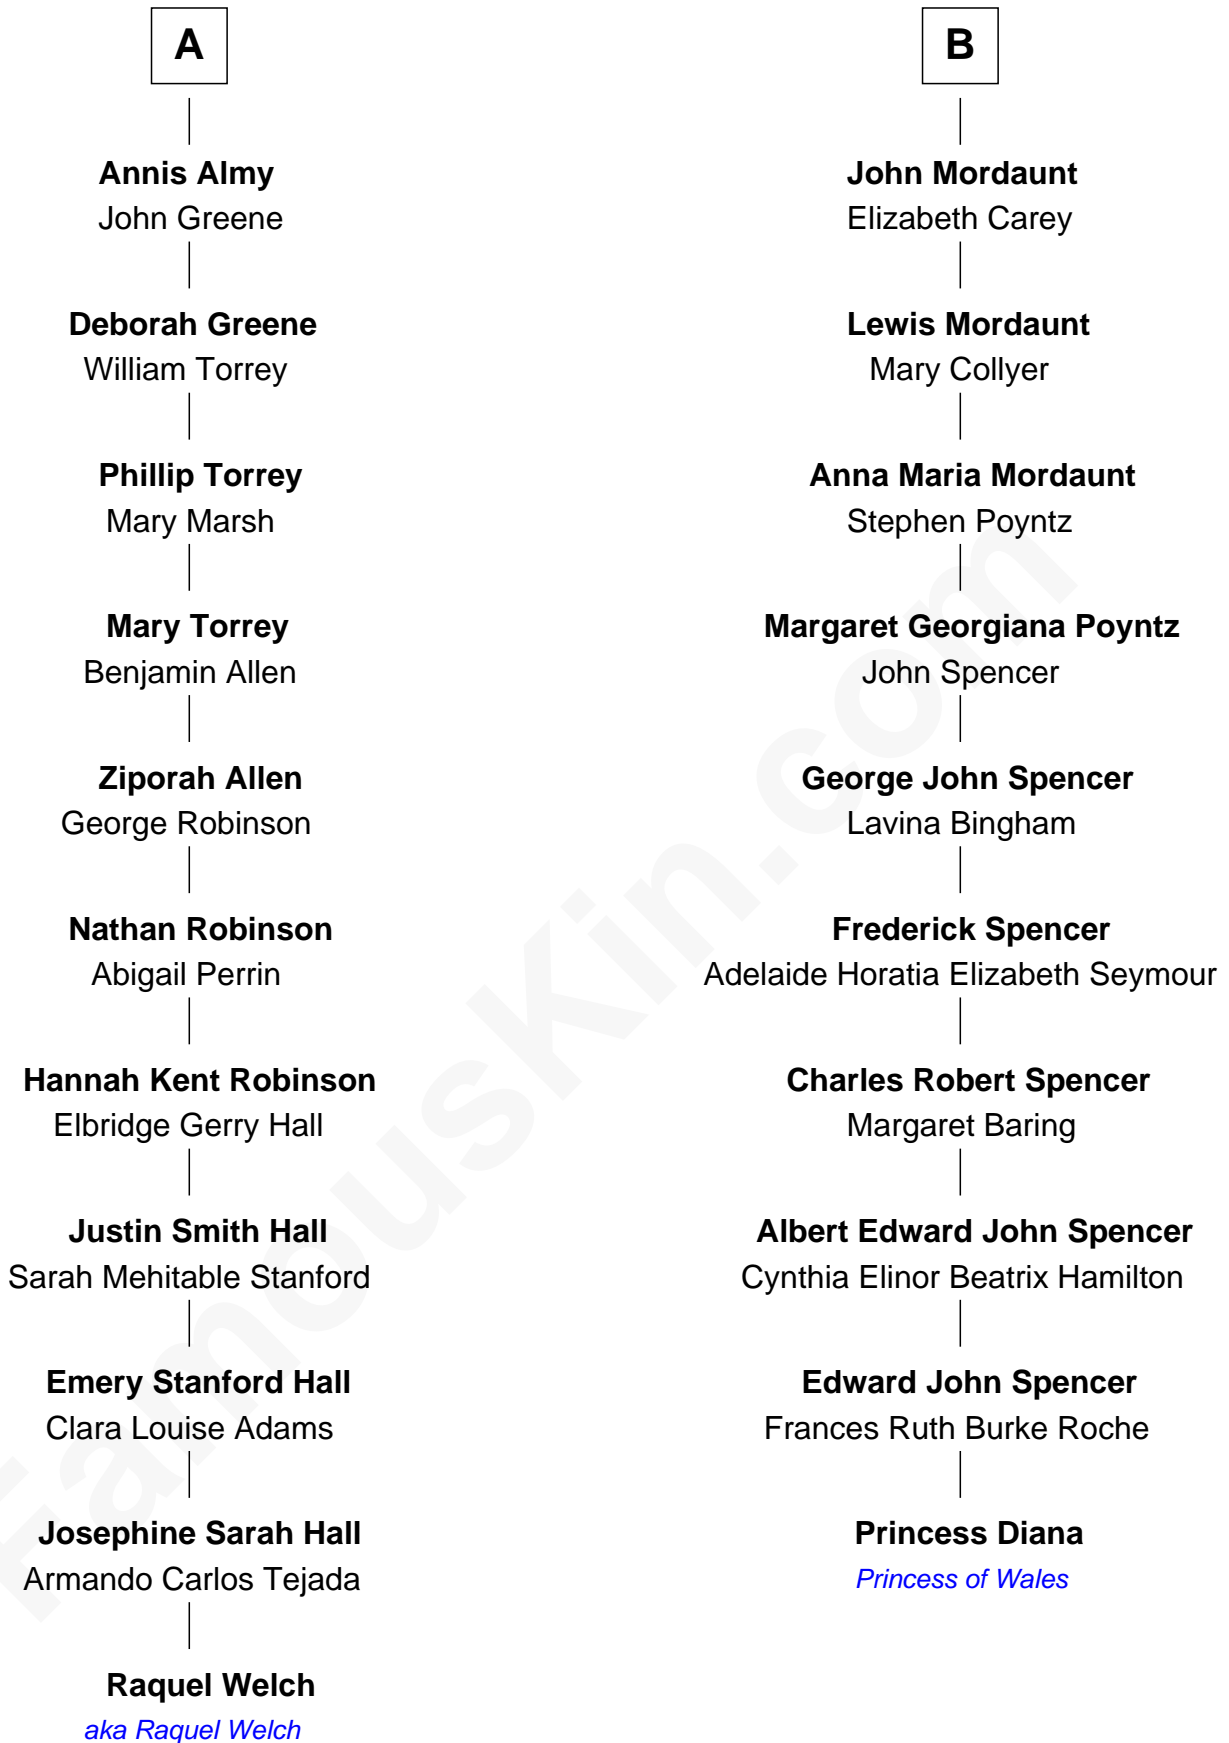 A
Annis Almy
John Greene
Deborah Greene
William Torrey
Phillip Torrey
Mary Marsh
Mary Torrey
Benjamin Allen
Ziporah Allen
George Robinson
Nathan Robinson
Abigail Perrin
Hannah Kent Robinson
Elbridge Gerry Hall
Justin Smith Hall
Sarah Mehitable Stanford
Emery Stanford Hall
Clara Louise Adams
Josephine Sarah Hall
Armando Carlos Tejada
Raquel Welch
aka Raquel Welch
B
John Mordaunt
Elizabeth Carey
Lewis Mordaunt
Mary Collyer
Anna Maria Mordaunt
Stephen Poyntz
Margaret Georgiana Poyntz
John Spencer
George John Spencer
Lavina Bingham
Frederick Spencer
Adelaide Horatia Elizabeth Seymour
Charles Robert Spencer
Margaret Baring
Albert Edward John Spencer
Cynthia Elinor Beatrix Hamilton
Edward John Spencer
Frances Ruth Burke Roche
Princess Diana
Princess of Wales
FamousKin.com